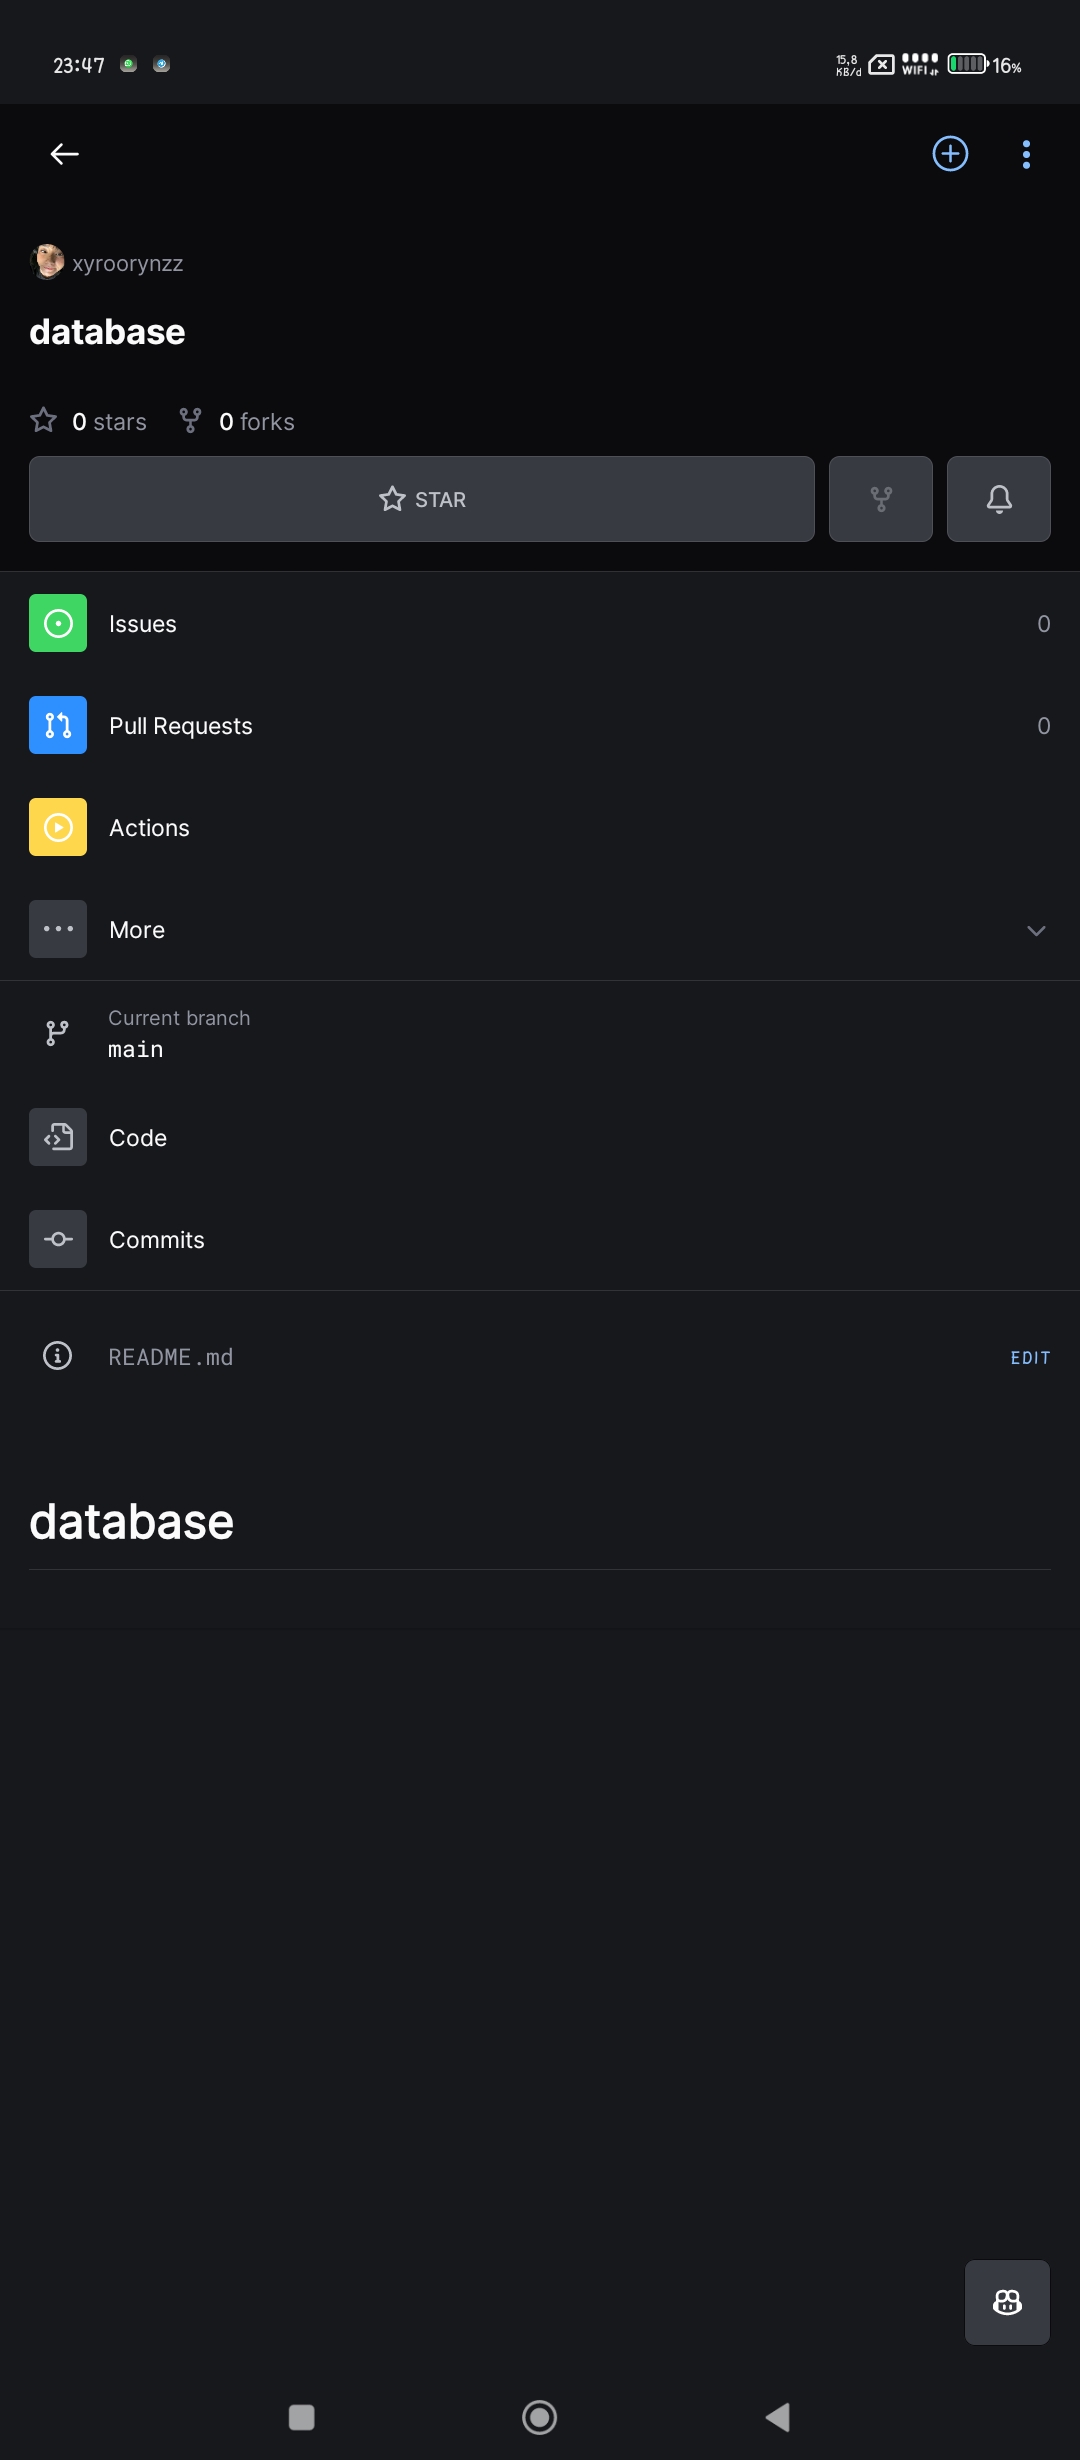 23:47
15,8
KB/d
WIFI
16%
xyroorynzz
database
0 stars
0 forks
STAR
Issues
0
Pull Requests
0
Actions
More
Current branch
main
Code
Commits
README.md
EDIT
database